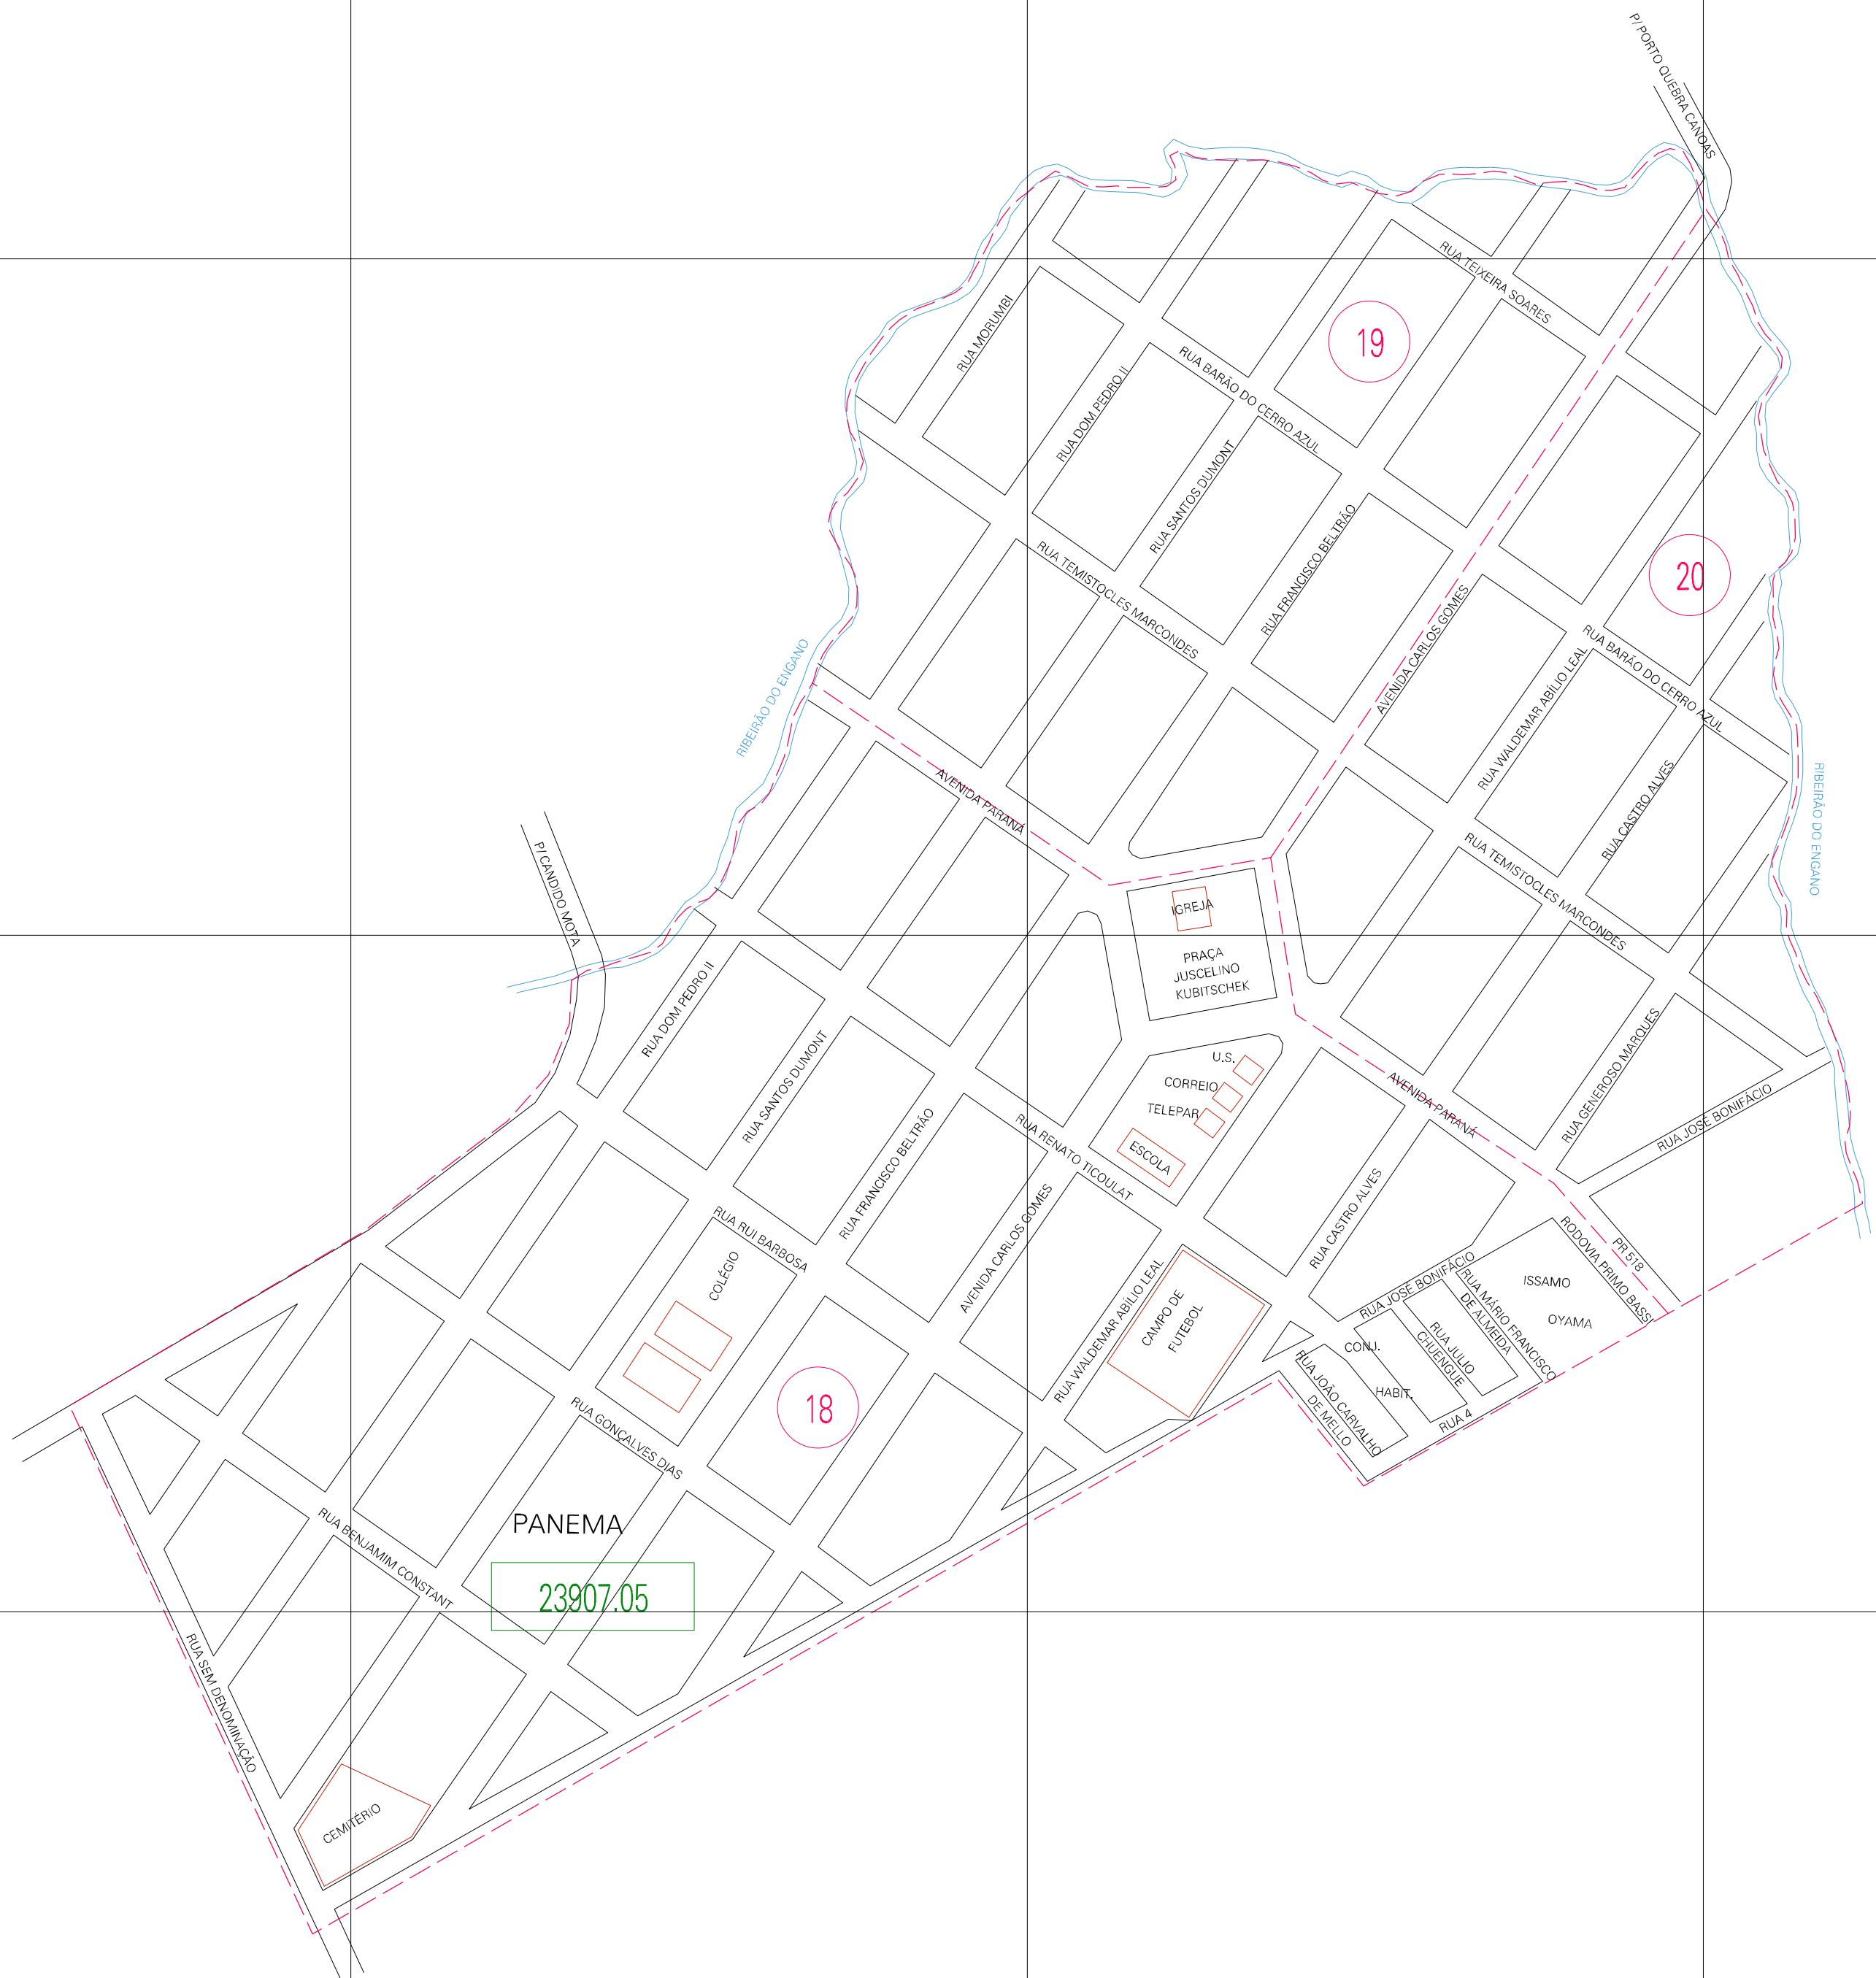 P/ PORTO QUEBRA CANOAS
RUA TEIXEIRA SOARES
RUA MORUMBI
19
RUA BARÃO DO CERRO AZUL
RUA DOM PEDRO II
RUA SANTOS DUMONT
RUA FRANCISCO BELTRÃO
RUA TEMISTOCLES MARCONDES
20
AVENIDA CARLOS GOMES
RUA WALDEMAR ABÍLIO LEAL
RUA BARÃO DO CERRO AZUL
RIBEIRÃO DO ENGANO
RUA CASTRO ALVES
RIBEIRÃO DO ENGANO
AVENIDA PARANÁ
P/ CANDIDO MOTA
RUA TEMISTOCLES MARCONDES
IGREJA
PRAÇA
JUSCELINO
KUBITSCHEK
RUA DOM PEDRO II
RUA SANTOS DUMONT
RUA GENEROSO MARQUES
U.S.
CORREIO
TELEPAR
ESCOLA
AVENIDA PARANÁ
RUA JOSÉ BONIFÁCIO
RUA FRANCISCO BELTRÃO
RUA RENATO TICOULAT
RUA RUI BARBOSA
AVENIDA CARLOS GOMES
RUA CASTRO ALVES
COLÉGIO
RUA WALDEMAR ABÍLIO LEAL
CAMPO DE
FUTEBOL
RUA JOSÉ BONIFÁCIO
PR 518
RODOVIA PRIMO BASSI
ISSAMO
OYAMA
RUA MÁRIO FRANCISCO
DE ALMEIDA
RUA JULIO
CHUENGUE
CONJ.
HABIT.
RUA JOÃO CARVALHO
DE MELLO
RUA 4
18
RUA GONÇALVES DIAS
PANEMA
23907.05
RUA BENJAMIM CONSTANT
RUA SEM DENOMINAÇÃO
CEMITÉRIO